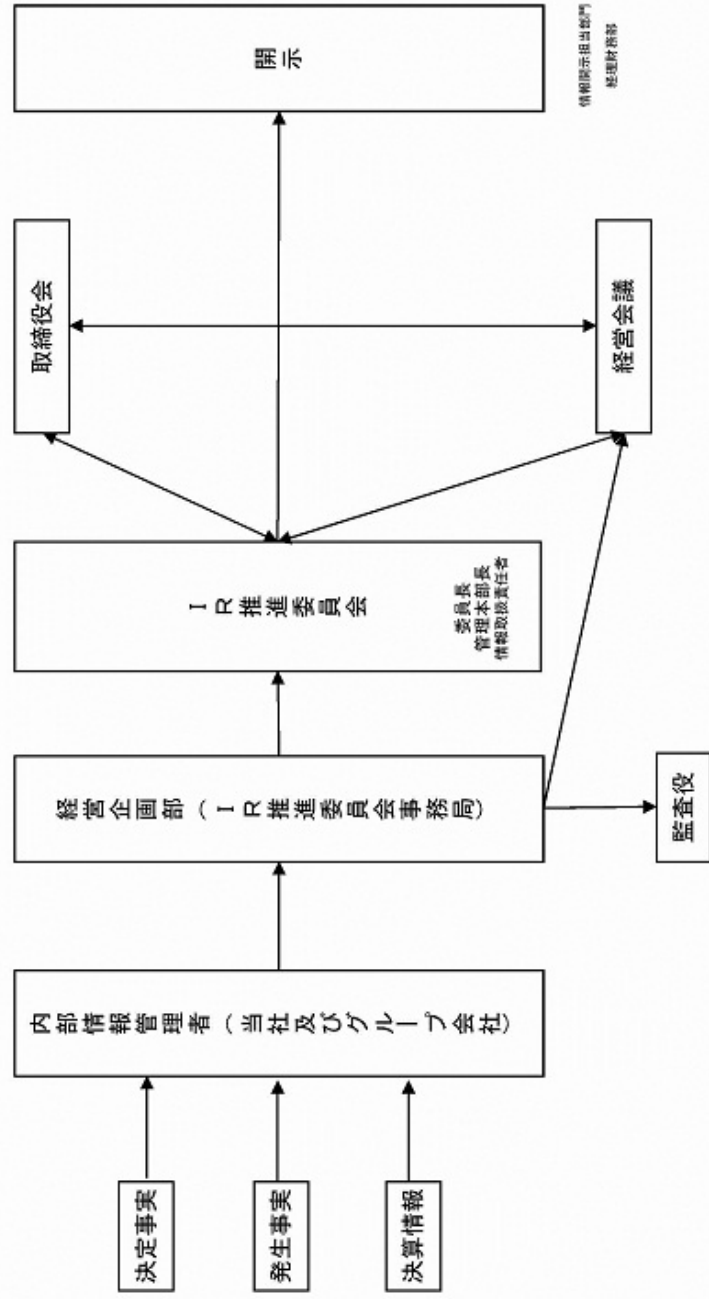 決定事実
発生事実
決算情報
内部情報管理者（当社及びグループ会社）
経営企画部（ＩＲ推進委員会事務局）
監査役
ＩＲ推進委員会
委員長
管理本部長
情報取扱責任者
取締役会
経営会議
開示
情報開示担当部門
経理財務部